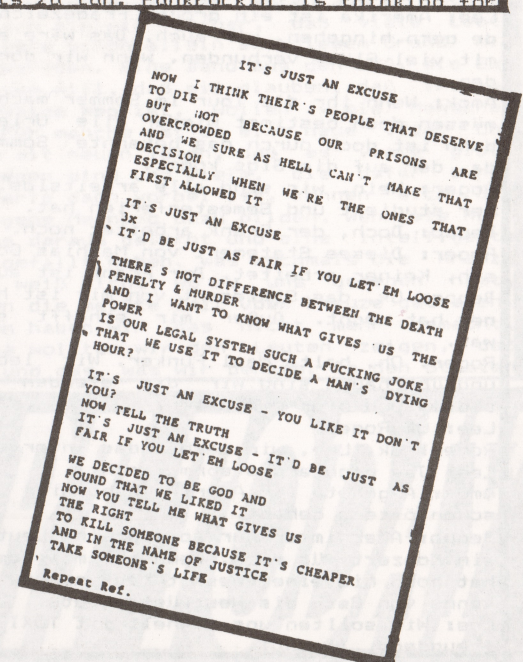 IT'S JUST AN EXCUSE
NOW I THINK THEIR'S PEOPLE THAT DESERVE
TO DIE
BUT NOT BECAUSE OUR PRISONS ARE
OVERCROWDED
AND WE SURE AS HELL CAN'T MAKE THAT
DECISION
ESPECIALLY WHEN WE'RE THE ONES THAT
FIRST ALLOWED IT
IT'S JUST AN EXCUSE
3x
IT'D BE JUST AS FAIR IF YOU LET'EM LOOSE
THERE S NOT DIFFERENCE BETWEEN THE DEATH
PENELTY & MURDER
AND I WANT TO KNOW WHAT GIVES US THE
POWER
IS OUR LEGAL SYSTEM SUCH A FUCKING JOKE
THAT WE USE IT TO DECIDE A MAN'S DYING
HOUR?
IT'S JUST AN EXCUSE - YOU LIKE IT DON'T
YOU?
NOW TELL THE TRUTH
IT'S JUST AN EXCUSE - IT'D BE JUST AS
FAIR IF YOU LET'EM LOOSE
WE DECIDED TO BE GOD AND
FOUND THAT WE LIKED IT
NOW YOU TELL ME WHAT GIVES US
THE RIGHT
TO KILL SOMEONE BECAUSE IT'S CHEAPER
AND IN THE NAME OF JUSTICE
TAKE SOMEONE'S LIFE
Repeat Ref.